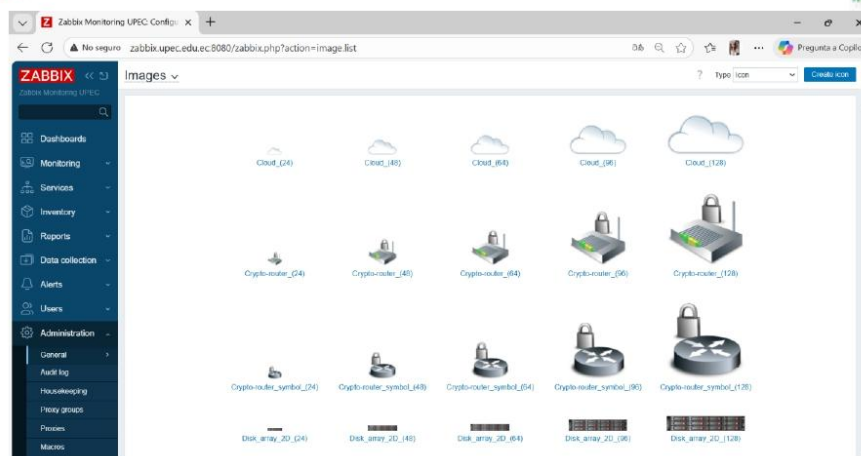 Zabbix Monitoring UPEC: Configu
No seguro zabbix.upec.edu.ec:8080/zabbix.php?action=image.list
Pregunta a Copilo
ZABBIX
Zabbix Monitoring UPEC
Images
? Type Icon Create icon
Dashboards
Monitoring
Services
Inventory
Reports
Data collection
Alerts
Users
Administration
General
Audit log
Housekeeping
Proxy groups
Proxies
Macros
Cloud_(24) Cloud_(48) Cloud_(64) Cloud_(96) Cloud_(128)
Crypto-router_(24) Crypto-router_(48) Crypto-router_(64) Crypto-router_(96) Crypto-router_(128)
Crypto-router_symbol_(24) Crypto-router_symbol_(48) Crypto-router_symbol_(64) Crypto-router_symbol_(96) Crypto-router_symbol_(128)
Disk_array_2D_(24) Disk_array_2D_(48) Disk_array_2D_(64) Disk_array_2D_(96) Disk_array_2D_(128)